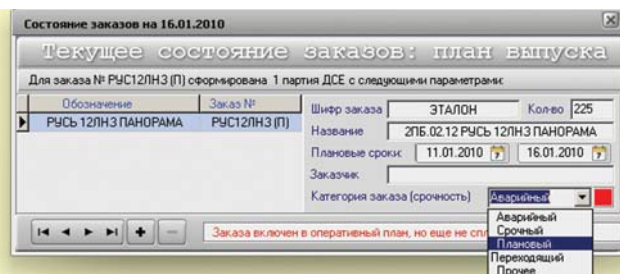 Состояние заказов на 16.01.2010
Текущее состояние заказов: план выпуска
Для заказа № РУС12ЛН3 (П) сформирована 1 партия ДСЕ с следующими параметрами:
Обозначение Заказ №
РУСЬ 12ЛН3 ПАНОРАМА РУС12ЛН3 (П)
Шифр заказа ЭТАЛОН Кол-во 225
Название 2ПБ.02.12 РУСЬ 12ЛН3 ПАНОРАМА
Плановые сроки: 11.01.2010 16.01.2010
Заказчик
Категория заказа (срочность) Аварийный
Аварийный
Срочный
Плановый
Переходящий
Прочее
Заказа включен в оперативный план, но еще не